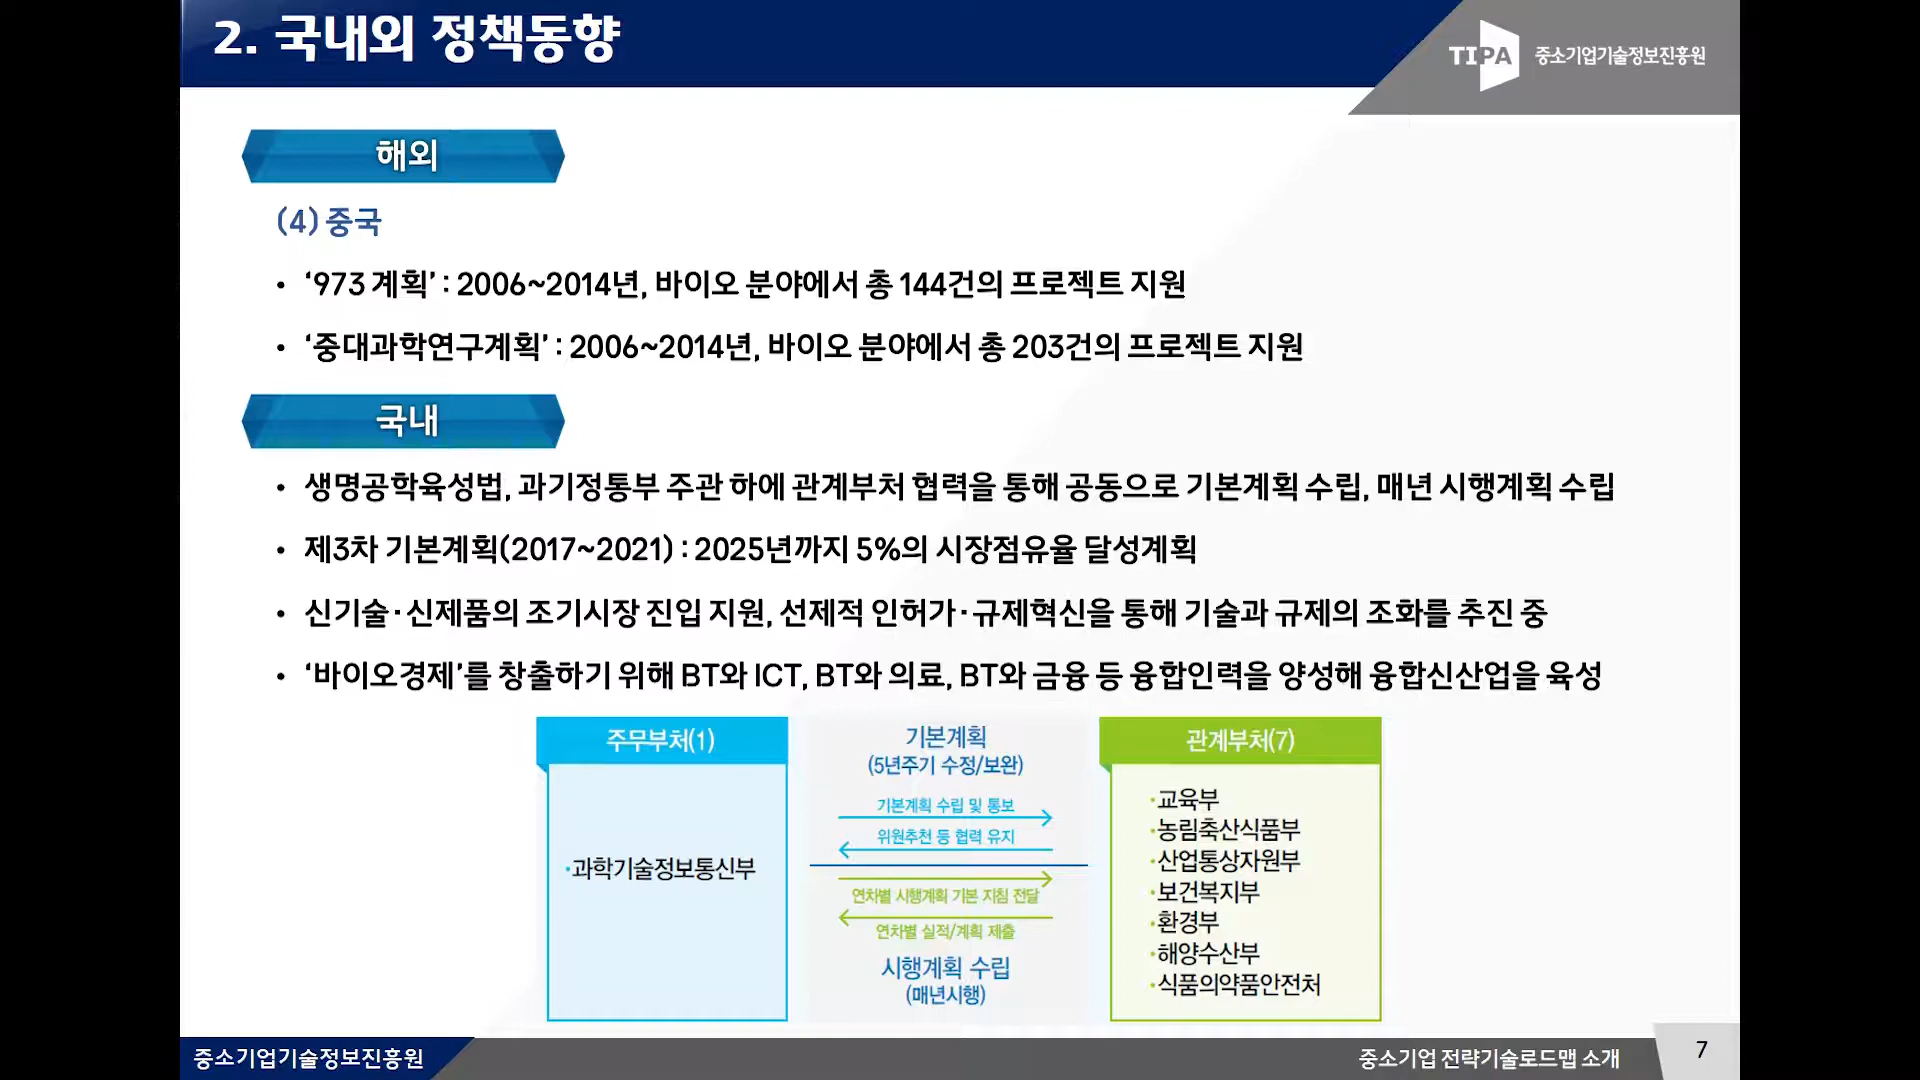 2. 국내외 정책동향
TIPA 중소기업기술정보진흥원
해외
(4) 중국
• ‘973 계획’ : 2006~2014년, 바이오 분야에서 총 144건의 프로젝트 지원
• ‘중대과학연구계획’ : 2006~2014년, 바이오 분야에서 총 203건의 프로젝트 지원
국내
• 생명공학육성법, 과기정통부 주관 하에 관계부처 협력을 통해 공동으로 기본계획 수립, 매년 시행계획 수립
• 제3차 기본계획(2017~2021) : 2025년까지 5%의 시장점유율 달성계획
• 신기술·신제품의 조기시장 진입 지원, 선제적 인허가·규제혁신을 통해 기술과 규제의 조화를 추진 중
• ‘바이오경제’를 창출하기 위해 BT와 ICT, BT와 의료, BT와 금융 등 융합인력을 양성해 융합신산업을 육성
주무부처(1)
·과학기술정보통신부
기본계획
(5년주기 수정/보완)
기본계획 수립 및 통보
위원추천 등 협력 유지
연차별 시행계획 기본 지침 전달
연차별 실적/계획 제출
시행계획 수립
(매년시행)
관계부처(7)
·교육부
·농림축산식품부
·산업통상자원부
·보건복지부
·환경부
·해양수산부
·식품의약품안전처
중소기업기술정보진흥원
중소기업 전략기술로드맵 소개
7